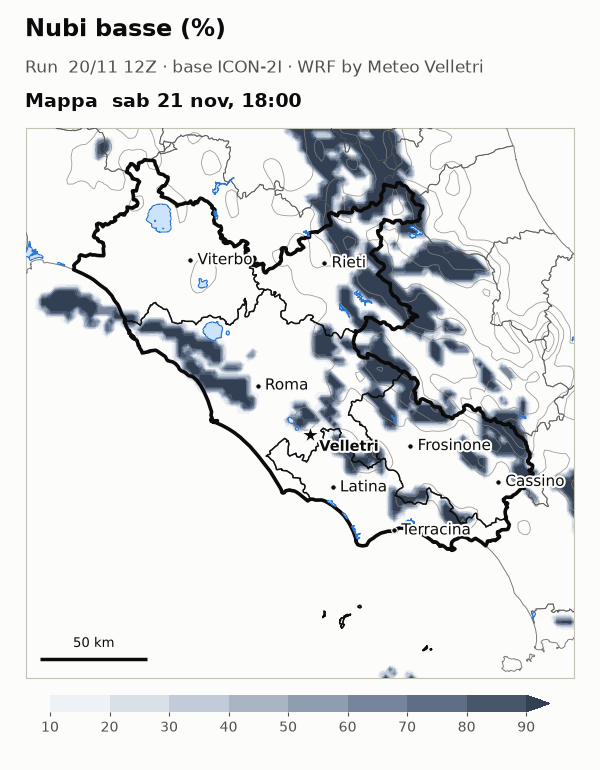 Nubi basse (%)
Run 20/11 12Z · base ICON-2I · WRF by Meteo Velletri
Mappa sab 21 nov, 18:00
Viterbo
Rieti
Roma
Velletri
Frosinone
Cassino
Latina
Terracina
50 km
10 20 30 40 50 60 70 80 90